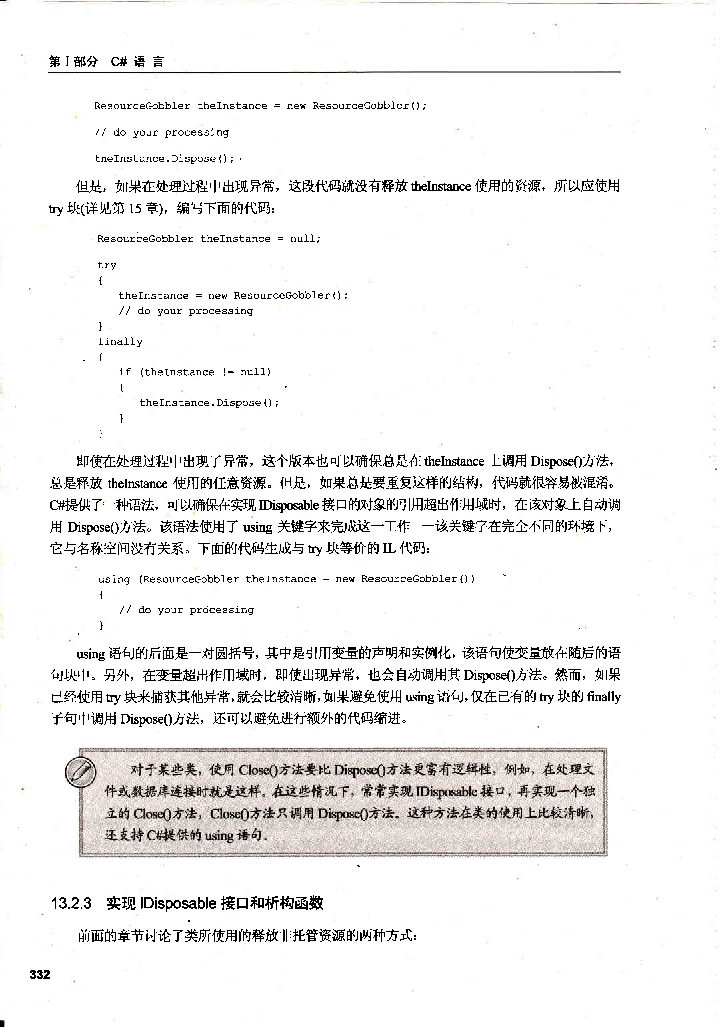 第Ⅰ部分 C# 语 言
ResourceGobbler theInstance = new ResourceGobbler();
// do your processing
theInstance.Dispose();
但是，如果在处理过程中出现异常，这段代码就没有释放 theInstance 使用的资源，所以应使用
try 块(详见第 15 章)，编写下面的代码：
ResourceGobbler theInstance = null;
try
{
theInstance = new ResourceGobbler();
// do your processing
}
finally
{
if (theInstance != null)
{
theInstance.Dispose();
}
}
即使在处理过程中出现了异常，这个版本也可以确保总是在 theInstance 上调用 Dispose()方法，
总是释放 theInstance 使用的任意资源。但是，如果总是要重复这样的结构，代码就很容易被混淆。
C#提供了一种语法，可以确保在实现 IDisposable 接口的对象的引用超出作用域时，在该对象上自动调
用 Dispose()方法。该语法使用了 using 关键字来完成这一工作——该关键字在完全不同的环境下，
它与名称空间没有关系。下面的代码生成与 try 块等价的 IL 代码：
using (ResourceGobbler theInstance = new ResourceGobbler())
{
// do your processing
}
using 语句的后面是一对圆括号，其中是引用变量的声明和实例化，该语句使变量放在随后的语
句块中。另外，在变量超出作用域时，即使出现异常，也会自动调用其 Dispose()方法。然而，如果
已经使用 try 块来捕获其他异常，就会比较清晰，如果避免使用 using 语句，仅在已有的 try 块的 finally
子句中调用 Dispose()方法，还可以避免进行额外的代码缩进。
对于某些类，使用 Close()方法要比 Dispose()方法更富有逻辑性，例如，在处理文
件或数据库连接时就是这样。在这些情况下，常常实现 IDisposable 接口，再实现一个独
立的 Close()方法，Close()方法只调用 Dispose()方法。这种方法在类的使用上比较清晰，
还支持 C#提供的 using 语句。
13.2.3 实现 IDisposable 接口和析构函数
前面的章节讨论了类所使用的释放非托管资源的两种方式：
332